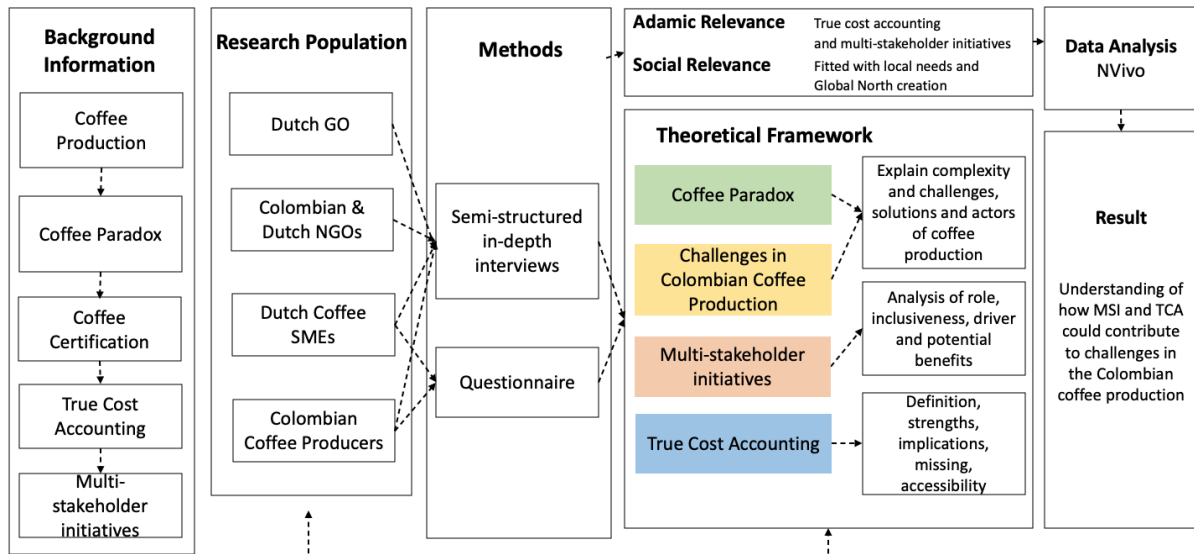 Background
Information
Coffee
Production
Coffee Paradox
Coffee
Certification
True Cost
Accounting
Multi-
stakeholder
initiatives
Research Population
Dutch GO
Colombian &
Dutch NGOs
Dutch Coffee
SMEs
Colombian
Coffee Producers
Methods
Semi-structured
in-depth
interviews
Questionnaire
Adamic Relevance
True cost accounting
and multi-stakeholder initiatives
Social Relevance
Fitted with local needs and
Global North creation
Theoretical Framework
Coffee Paradox
Challenges in
Colombian Coffee
Production
Multi-stakeholder
initiatives
True Cost Accounting
Explain complexity
and challenges,
solutions and actors
of coffee
production
Analysis of role,
inclusiveness, driver
and potential
benefits
Definition,
strengths,
implications,
missing,
accessibility
Data Analysis
NVivo
Result
Understanding of
how MSI and TCA
could contribute
to challenges in
the Colombian
coffee production